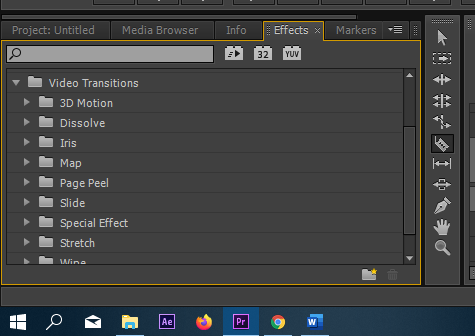 Project: Untitled Media Browser Info Effects × Markers
32 YUV
Video Transitions
3D Motion
Dissolve
Iris
Map
Page Peel
Slide
Special Effect
Stretch
Wipe
Ae Pr W